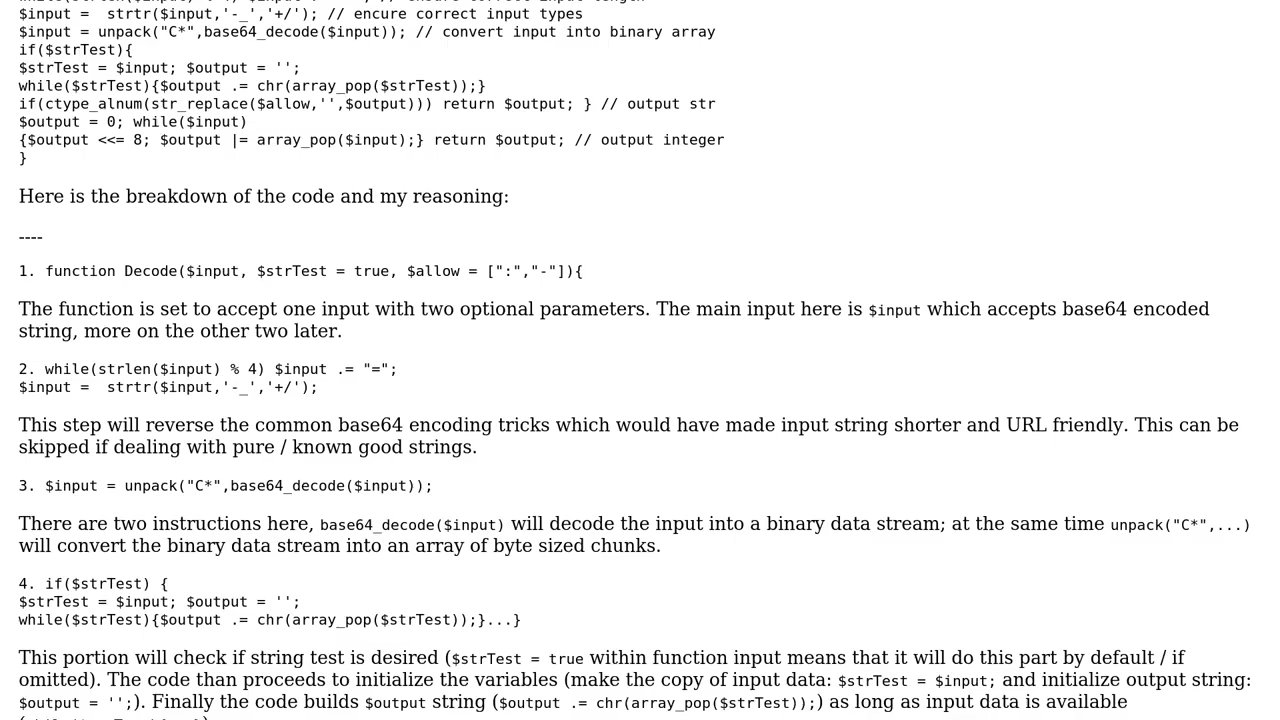 $input =  strtr($input,'-_','+/'); // encure correct input types
$input = unpack("C*",base64_decode($input)); // convert input into binary array
if($strTest){
$strTest = $input; $output = '';
while($strTest){$output .= chr(array_pop($strTest));}
if(ctype_alnum(str_replace($allow,'',$output))) return $output; } // output str
$output = 0; while($input)
{$output <<= 8; $output |= array_pop($input);} return $output; // output integer
}
Here is the breakdown of the code and my reasoning:
----
1. function Decode($input, $strTest = true, $allow = [":","-"]){
The function is set to accept one input with two optional parameters. The main input here is $input which accepts base64 encoded
string, more on the other two later.
2. while(strlen($input) % 4) $input .= "=";
$input =  strtr($input,'-_','+/');
This step will reverse the common base64 encoding tricks which would have made input string shorter and URL friendly. This can be
skipped if dealing with pure / known good strings.
3. $input = unpack("C*",base64_decode($input));
There are two instructions here, base64_decode($input) will decode the input into a binary data stream; at the same time unpack("C*",...)
will convert the binary data stream into an array of byte sized chunks.
4. if($strTest) {
$strTest = $input; $output = '';
while($strTest){$output .= chr(array_pop($strTest));}...}
This portion will check if string test is desired ($strTest = true within function input means that it will do this part by default / if
omitted). The code than proceeds to initialize the variables (make the copy of input data: $strTest = $input; and initialize output string:
$output = '';). Finally the code builds $output string ($output .= chr(array_pop($strTest));) as long as input data is available